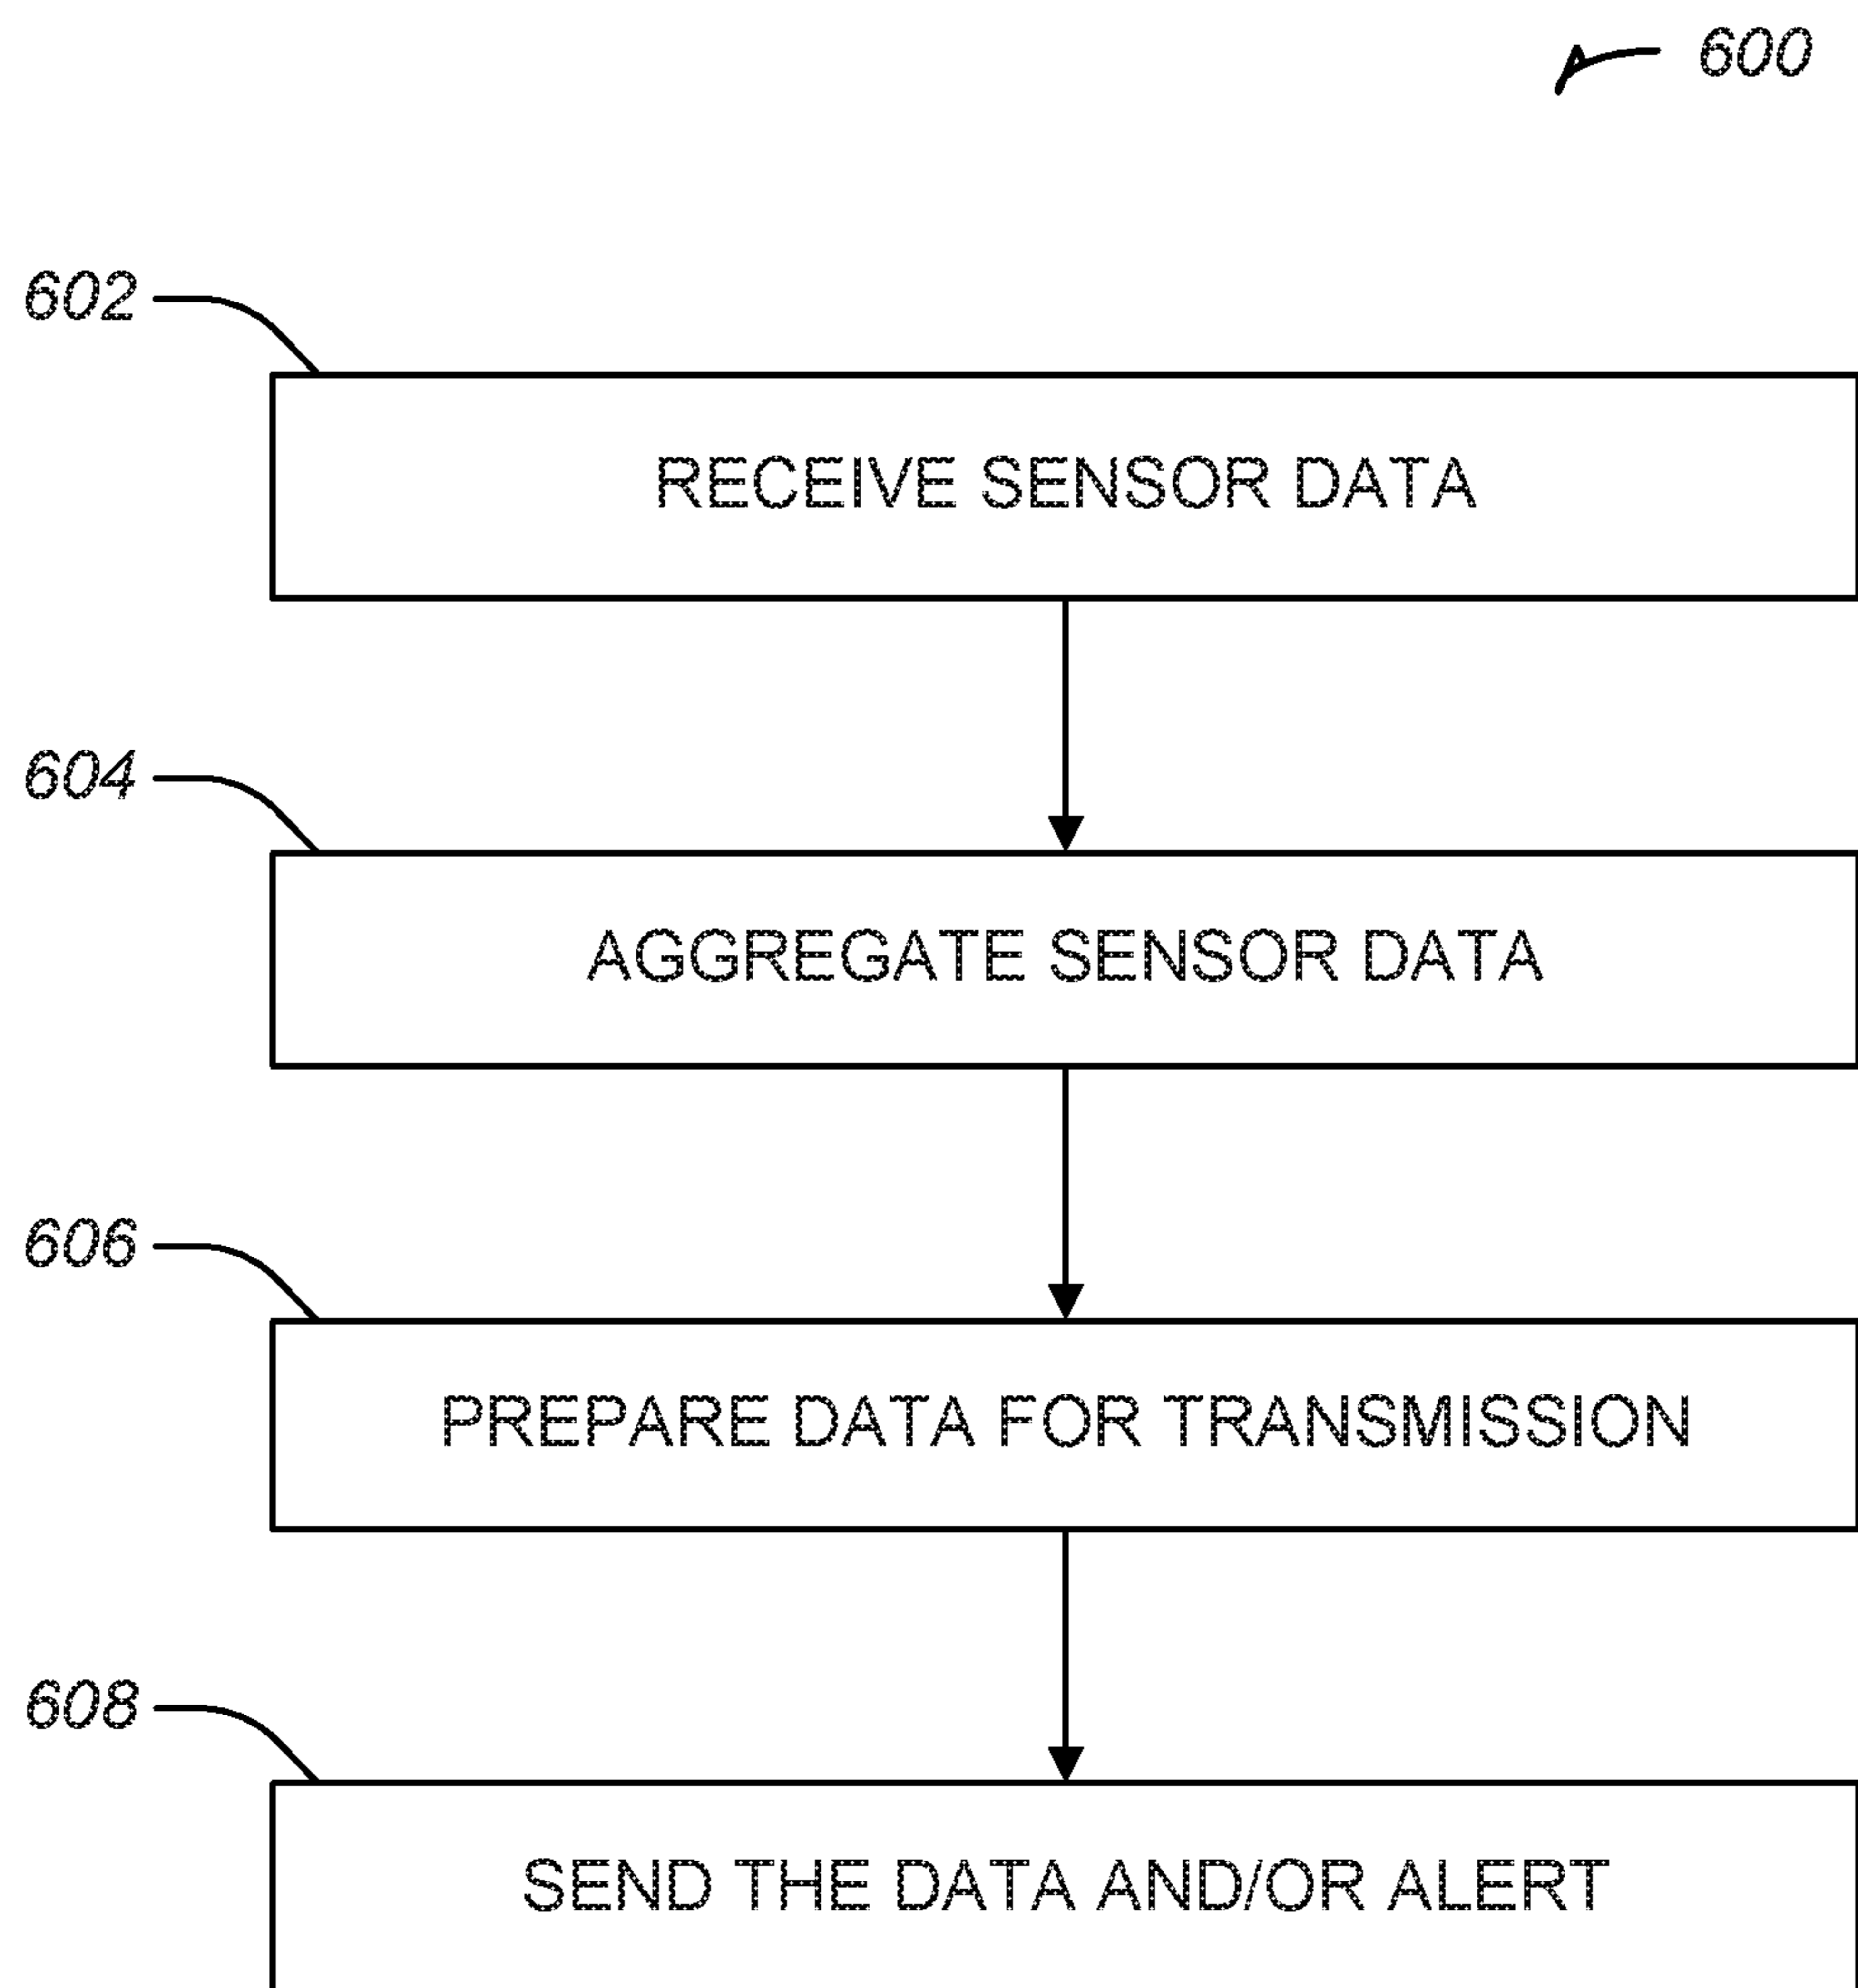 600
602
RECEIVE SENSOR DATA
604
AGGREGATE SENSOR DATA
606
PREPARE DATA FOR TRANSMISSION
608
SEND THE DATA AND/OR ALERT